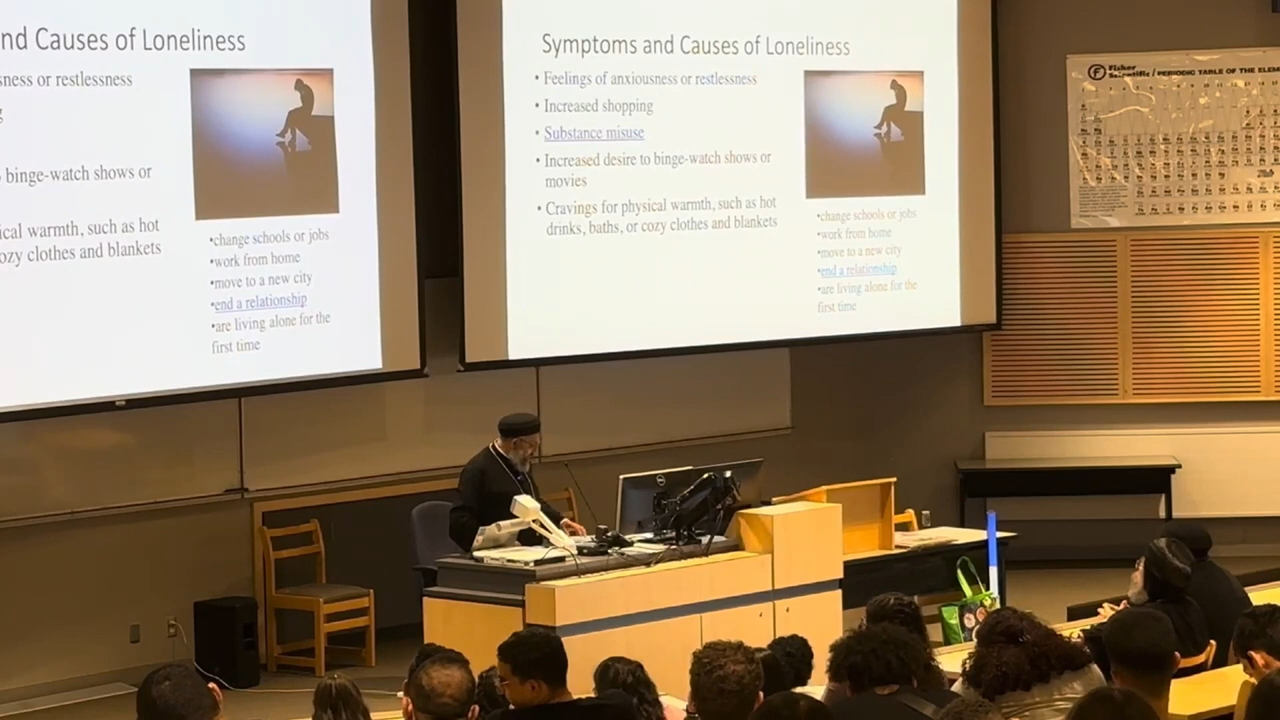 nd Causes of Loneliness
sness or restlessness
g
binge-watch shows or
ical warmth, such as hot
ozy clothes and blankets
•change schools or jobs
•work from home
•move to a new city
•end a relationship
•are living alone for the
first time
Symptoms and Causes of Loneliness
• Feelings of anxiousness or restlessness
• Increased shopping
• Substance misuse
• Increased desire to binge-watch shows or
movies
• Cravings for physical warmth, such as hot
drinks, baths, or cozy clothes and blankets
•change schools or jobs
•work from home
•move to a new city
•end a relationship
•are living alone for the
first time
Fisher
Scientific / PERIODIC TABLE OF THE ELEM
DELL